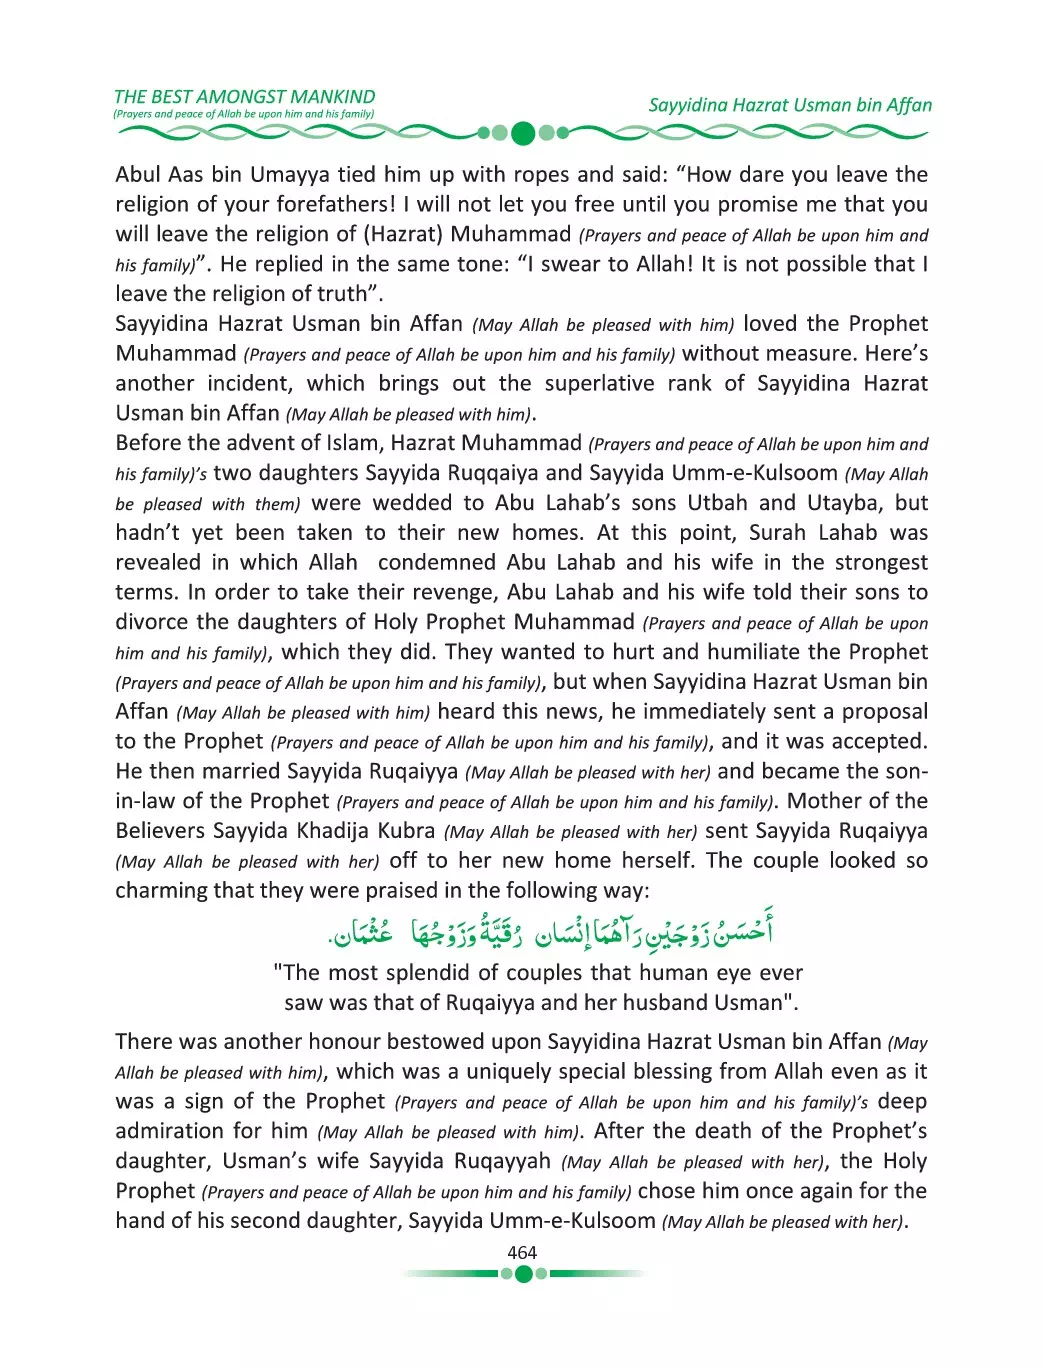 THE BEST AMONGST MANKIND
(Prayers and peace of Allah be upon him and his family)
Sayyidina Hazrat Usman bin Affan
Abul Aas bin Umayya tied him up with ropes and said: “How dare you leave the
religion of your forefathers! I will not let you free until you promise me that you
will leave the religion of (Hazrat) Muhammad (Prayers and peace of Allah be upon him and
his family)”. He replied in the same tone: “I swear to Allah! It is not possible that I
leave the religion of truth”.
Sayyidina Hazrat Usman bin Affan (May Allah be pleased with him) loved the Prophet
Muhammad (Prayers and peace of Allah be upon him and his family) without measure. Here’s
another incident, which brings out the superlative rank of Sayyidina Hazrat
Usman bin Affan (May Allah be pleased with him).
Before the advent of Islam, Hazrat Muhammad (Prayers and peace of Allah be upon him and
his family)’s two daughters Sayyida Ruqqaiya and Sayyida Umm-e-Kulsoom (May Allah
be pleased with them) were wedded to Abu Lahab’s sons Utbah and Utayba, but
hadn’t yet been taken to their new homes. At this point, Surah Lahab was
revealed in which Allah condemned Abu Lahab and his wife in the strongest
terms. In order to take their revenge, Abu Lahab and his wife told their sons to
divorce the daughters of Holy Prophet Muhammad (Prayers and peace of Allah be upon
him and his family), which they did. They wanted to hurt and humiliate the Prophet
(Prayers and peace of Allah be upon him and his family), but when Sayyidina Hazrat Usman bin
Affan (May Allah be pleased with him) heard this news, he immediately sent a proposal
to the Prophet (Prayers and peace of Allah be upon him and his family), and it was accepted.
He then married Sayyida Ruqaiyya (May Allah be pleased with her) and became the son-
in-law of the Prophet (Prayers and peace of Allah be upon him and his family). Mother of the
Believers Sayyida Khadija Kubra (May Allah be pleased with her) sent Sayyida Ruqaiyya
(May Allah be pleased with her) off to her new home herself. The couple looked so
charming that they were praised in the following way:
أَحْسَنُ زَوْجَيْنِ رَآهُمَا إِنْسَان رُقَيَّةُ وَزَوْجُهَا عُثْمَان.
"The most splendid of couples that human eye ever
saw was that of Ruqaiyya and her husband Usman".
There was another honour bestowed upon Sayyidina Hazrat Usman bin Affan (May
Allah be pleased with him), which was a uniquely special blessing from Allah even as it
was a sign of the Prophet (Prayers and peace of Allah be upon him and his family)’s deep
admiration for him (May Allah be pleased with him). After the death of the Prophet’s
daughter, Usman’s wife Sayyida Ruqayyah (May Allah be pleased with her), the Holy
Prophet (Prayers and peace of Allah be upon him and his family) chose him once again for the
hand of his second daughter, Sayyida Umm-e-Kulsoom (May Allah be pleased with her).
464